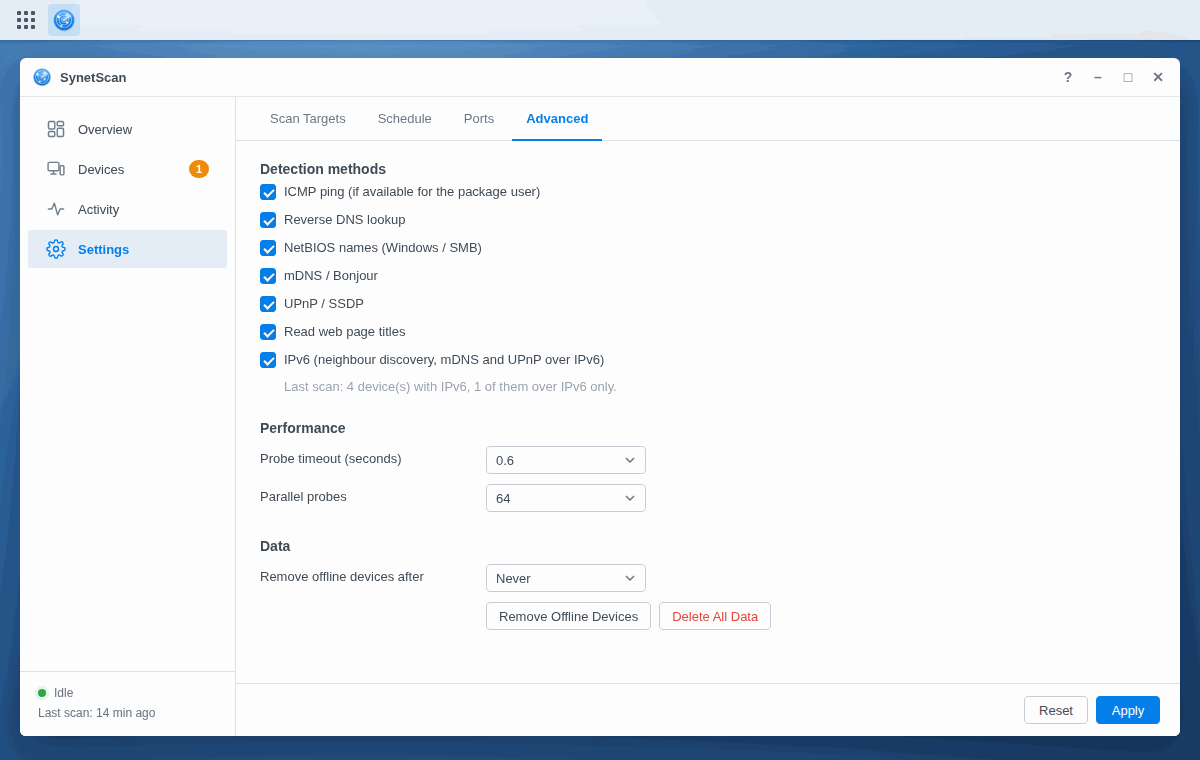 SynetScan
?
Overview
Devices
1
Activity
Settings
Idle
Last scan: 14 min ago
Scan Targets
Schedule
Ports
Advanced
Detection methods
ICMP ping (if available for the package user)
Reverse DNS lookup
NetBIOS names (Windows / SMB)
mDNS / Bonjour
UPnP / SSDP
Read web page titles
IPv6 (neighbour discovery, mDNS and UPnP over IPv6)
Last scan: 4 device(s) with IPv6, 1 of them over IPv6 only.
Performance
Probe timeout (seconds) 0.6
Parallel probes 64
Data
Remove offline devices after Never
Remove Offline Devices Delete All Data
Reset Apply